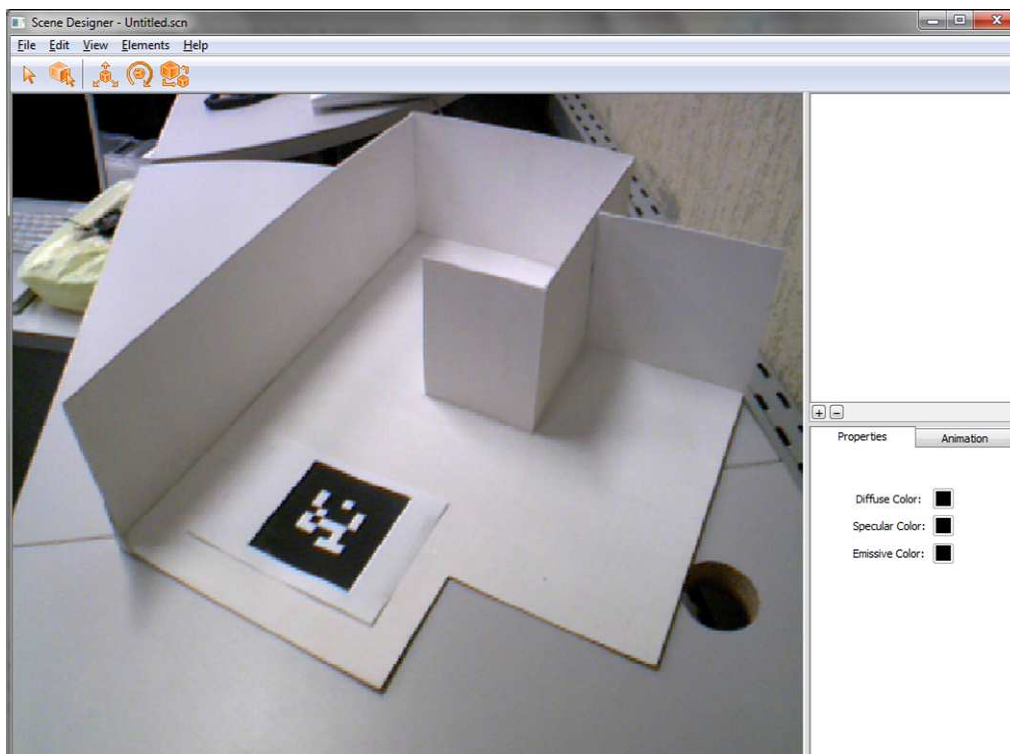 Scene Designer - Untitled.scn
File Edit View Elements Help
Properties Animation
Diffuse Color:
Specular Color:
Emissive Color: